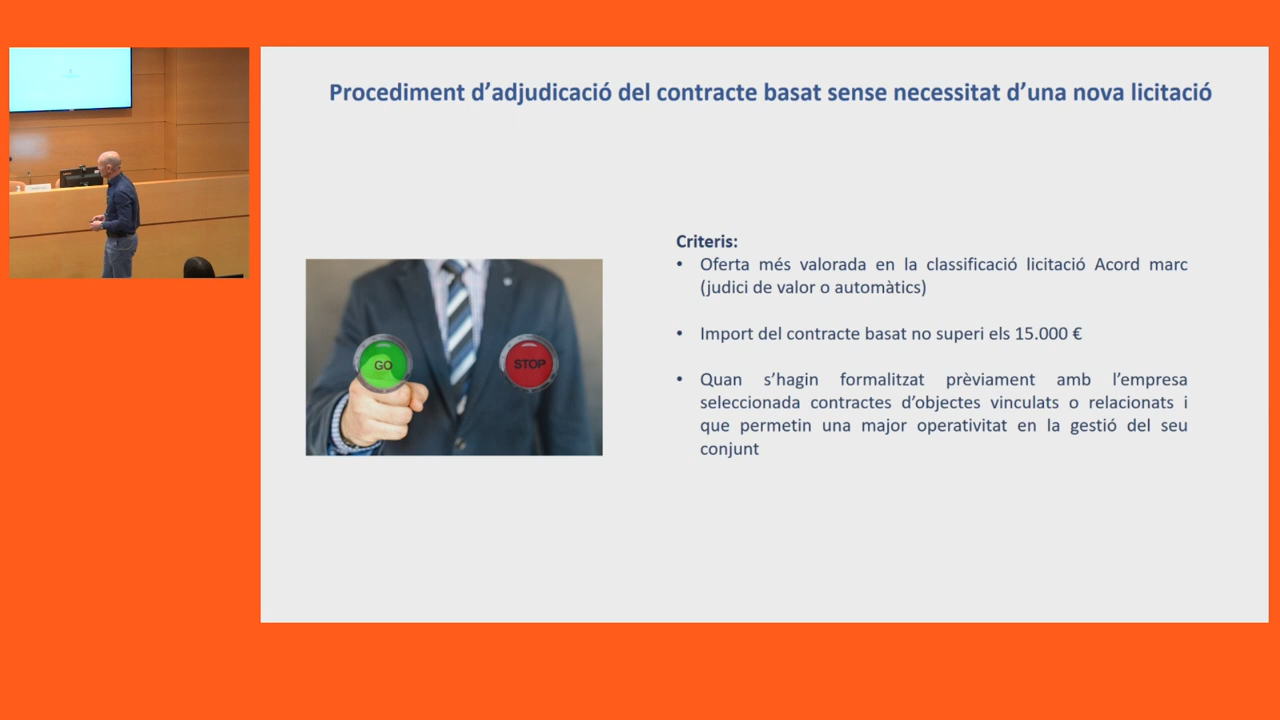 Procediment d’adjudicació del contracte basat sense necessitat d’una nova licitació
Criteris:
• Oferta més valorada en la classificació licitació Acord marc
(judici de valor o automàtics)
• Import del contracte basat no superi els 15.000 €
• Quan s’hagin formalitzat prèviament amb l’empresa
seleccionada contractes d’objectes vinculats o relacionats i
que permetin una major operativitat en la gestió del seu
conjunt
GO
STOP